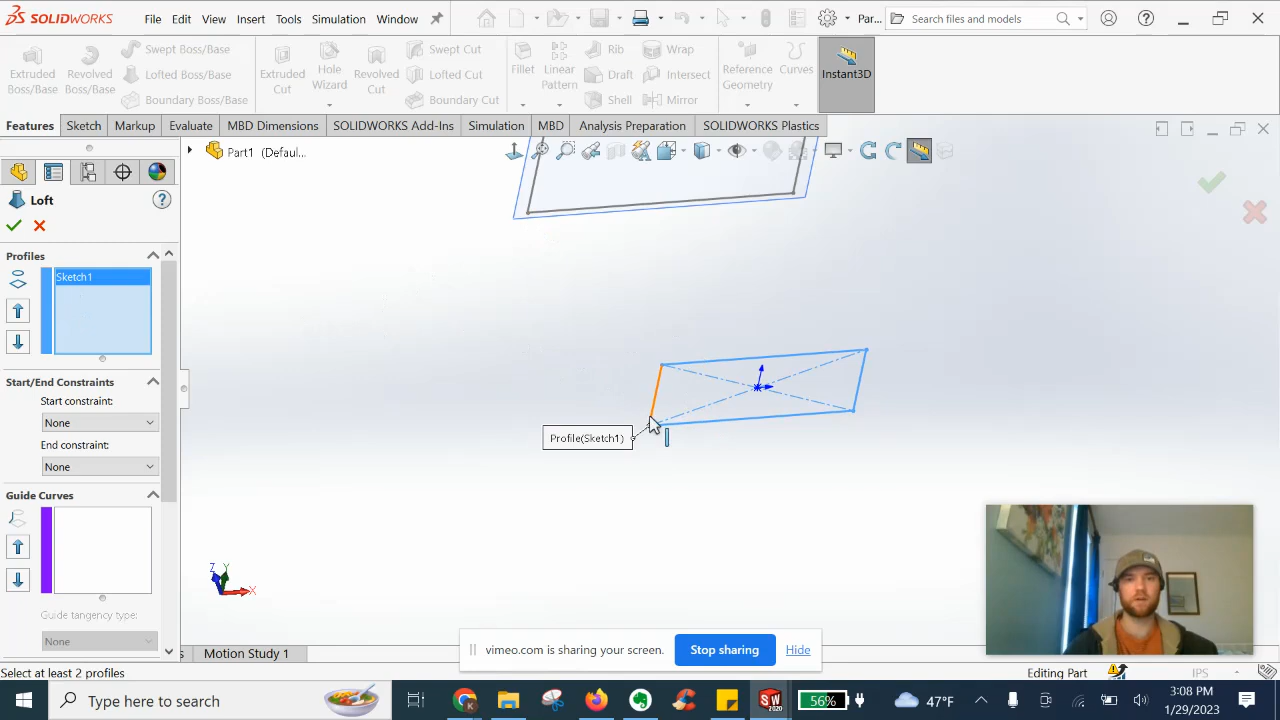 SOLIDWORKS File Edit View Insert Tools Simulation Window Par... Search files and models
Extruded Boss/Base
Revolved Boss/Base
Swept Boss/Base
Lofted Boss/Base
Boundary Boss/Base
Extruded Cut
Hole Wizard
Revolved Cut
Swept Cut
Lofted Cut
Boundary Cut
Fillet
Linear Pattern
Rib
Draft
Shell
Wrap
Intersect
Mirror
Reference Geometry
Curves
Instant3D
Features Sketch Markup Evaluate MBD Dimensions SOLIDWORKS Add-Ins Simulation MBD Analysis Preparation SOLIDWORKS Plastics
Part1 (Defaul...
Loft
Profiles
Sketch1
Start/End Constraints
Start constraint:
None
End constraint:
None
Guide Curves
Guide tangency type:
None
Profile(Sketch1)
Z Y X
Motion Study 1
vimeo.com is sharing your screen. Stop sharing Hide
Select at least 2 profiles Editing Part IPS
Type here to search
SW 2020
56%
47°F
3:08 PM
1/29/2023